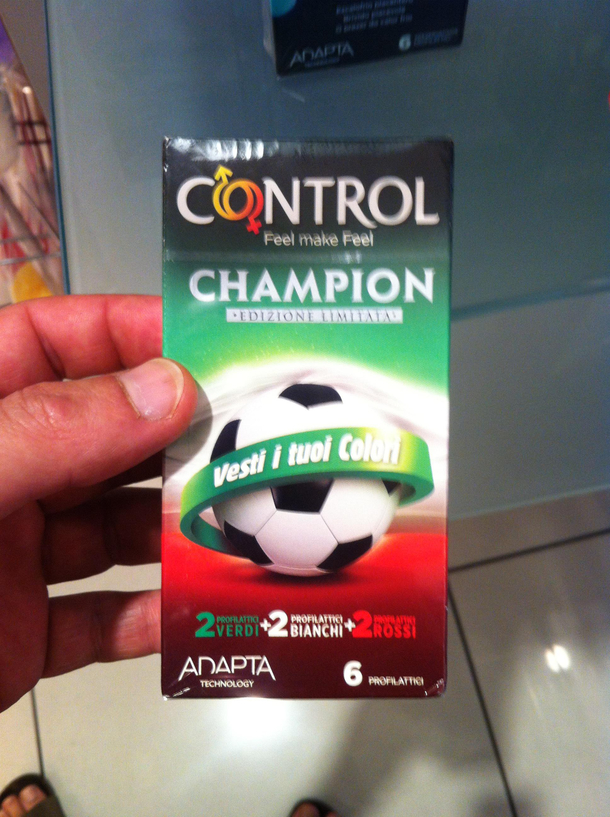 ADAPTA
6
CONTROL
Feel make Feel
CHAMPION
•EDIZIONE LIMITATA•
Vesti i tuoi Colori
2 PROFILATTICI VERDI + 2 PROFILATTICI BIANCHI + 2 PROFILATTICI ROSSI
ADAPTA
TECHNOLOGY
6 PROFILATTICI